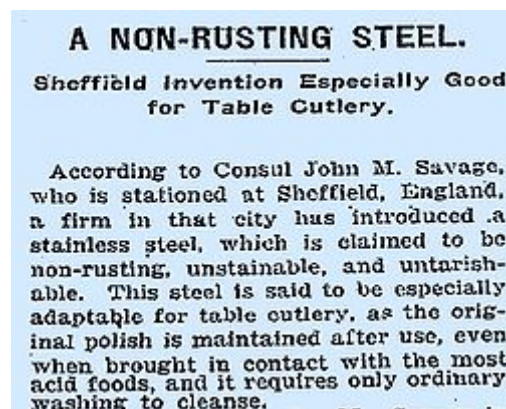 A NON-RUSTING STEEL.
Sheffield Invention Especially Good
for Table Cutlery.
According to Consul John M. Savage,
who is stationed at Sheffield, England,
a firm in that city has introduced a
stainless steel, which is claimed to be
non-rusting, unstainable, and untarish-
able. This steel is said to be especially
adaptable for table cutlery, as the orig-
inal polish is maintained after use, even
when brought in contact with the most
acid foods, and it requires only ordinary
washing to cleanse.